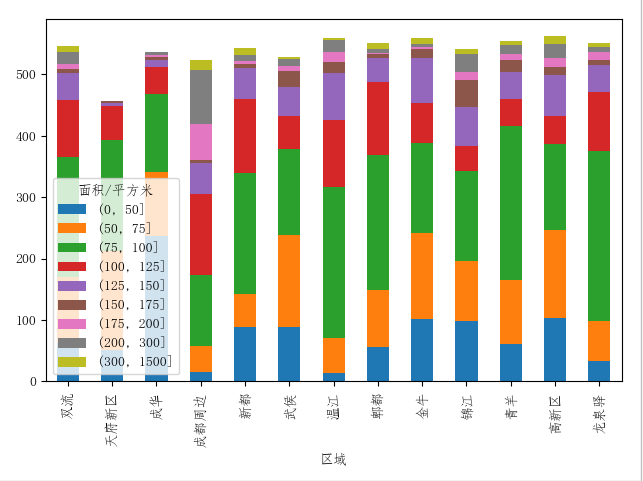 500
400
300
200
100
0
面积/平方米
(0, 50]
(50, 75]
(75, 100]
(100, 125]
(125, 150]
(150, 175]
(175, 200]
(200, 300]
(300, 1500]
双流
天府新区
成华
成都周边
新都
武侯
温江
郫都
金牛
锦江
青羊
高新区
龙泉驿
区域